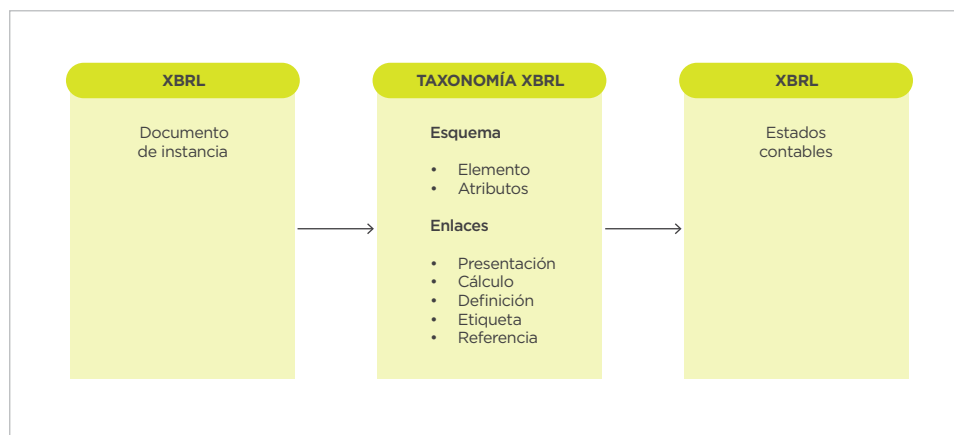 XBRL
Documento
de instancia
TAXONOMÍA XBRL
Esquema
• Elemento
• Atributos
Enlaces
• Presentación
• Cálculo
• Definición
• Etiqueta
• Referencia
XBRL
Estados
contables